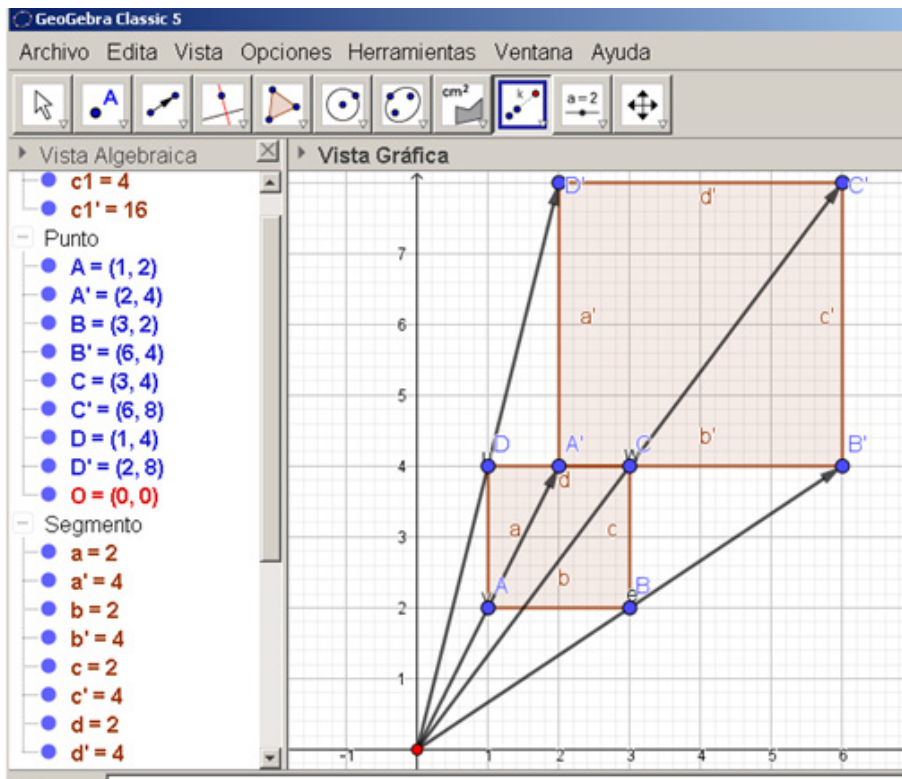 GeoGebra Classic 5
Archivo Edita Vista Opciones Herramientas Ventana Ayuda
A cm² k a=2
Vista Algebraica
Vista Gráfica
c1 = 4
c1' = 16
Punto
A = (1, 2)
A' = (2, 4)
B = (3, 2)
B' = (6, 4)
C = (3, 4)
C' = (6, 8)
D = (1, 4)
D' = (2, 8)
O = (0, 0)
Segmento
a = 2
a' = 4
b = 2
b' = 4
c = 2
c' = 4
d = 2
d' = 4
D' C'
d'
7
a' c'
6
5
b'
D A' C B'
4
d
a c
3
b
A B
2
1
-1 1 2 3 4 5 6